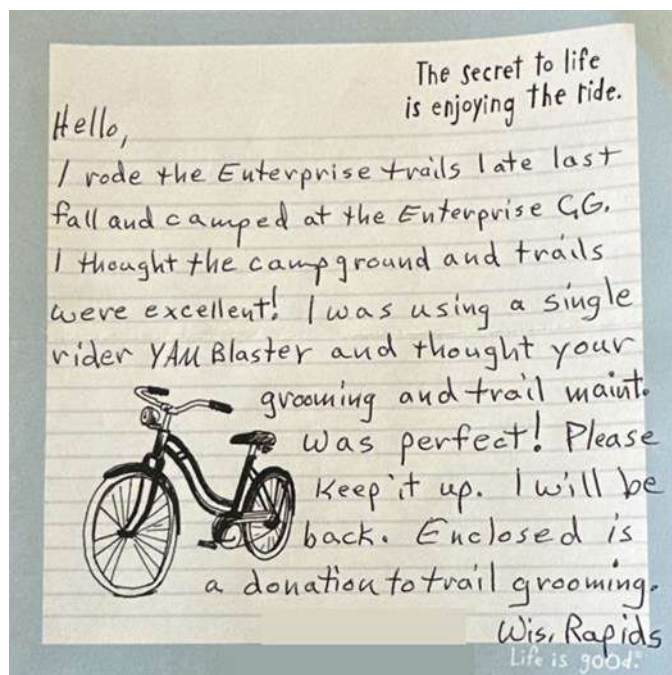 The secret to life
is enjoying the ride.
Hello,
I rode the Enterprise trails late last
fall and camped at the Enterprise CG.
I thought the campground and trails
were excellent! I was using a single
rider YAM Blaster and thought your
grooming and trail maint.
was perfect! Please
keep it up. I will be
back. Enclosed is
a donation to trail grooming.
Wis. Rapids
Life is good.®